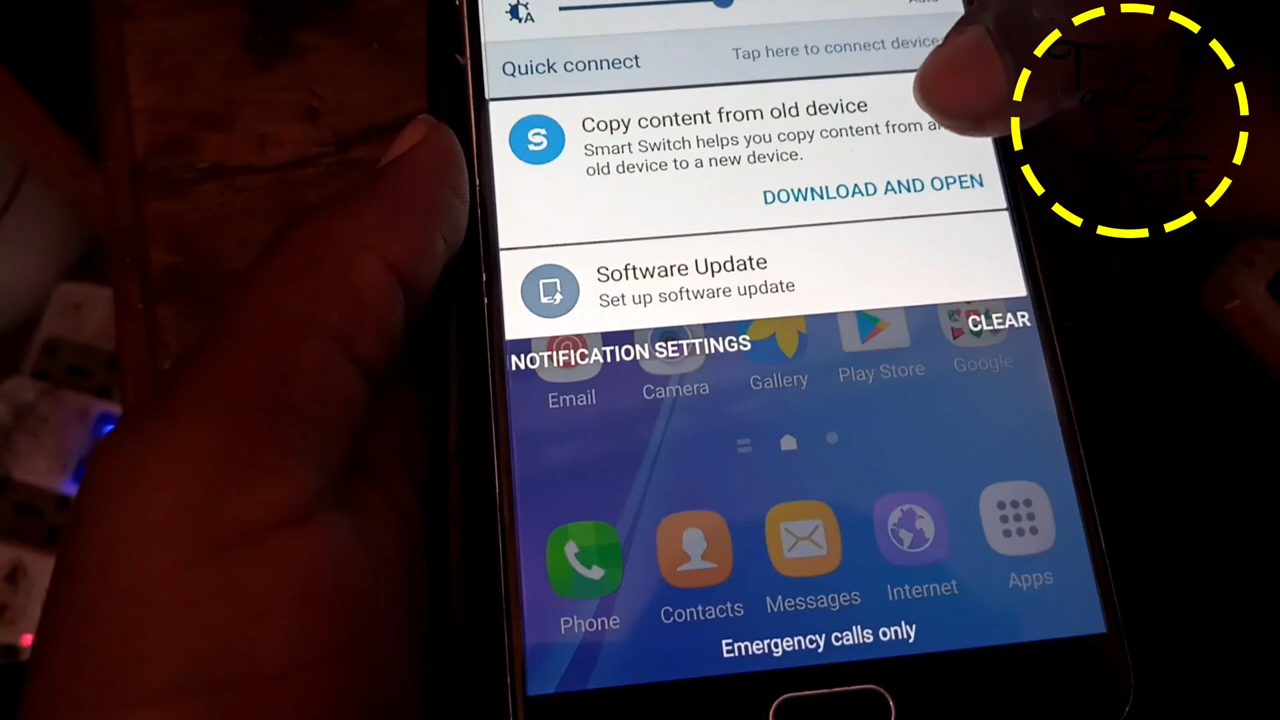 A
Quick connect
Tap here to connect device
Copy content from old device
Smart Switch helps you copy content from
old device to a new device.
DOWNLOAD AND OPEN
Software Update
Set up software update
NOTIFICATION SETTINGS
CLEAR
Email
Camera
Gallery
Play Store
Google
Phone
Contacts
Messages
Internet
Apps
Emergency calls only